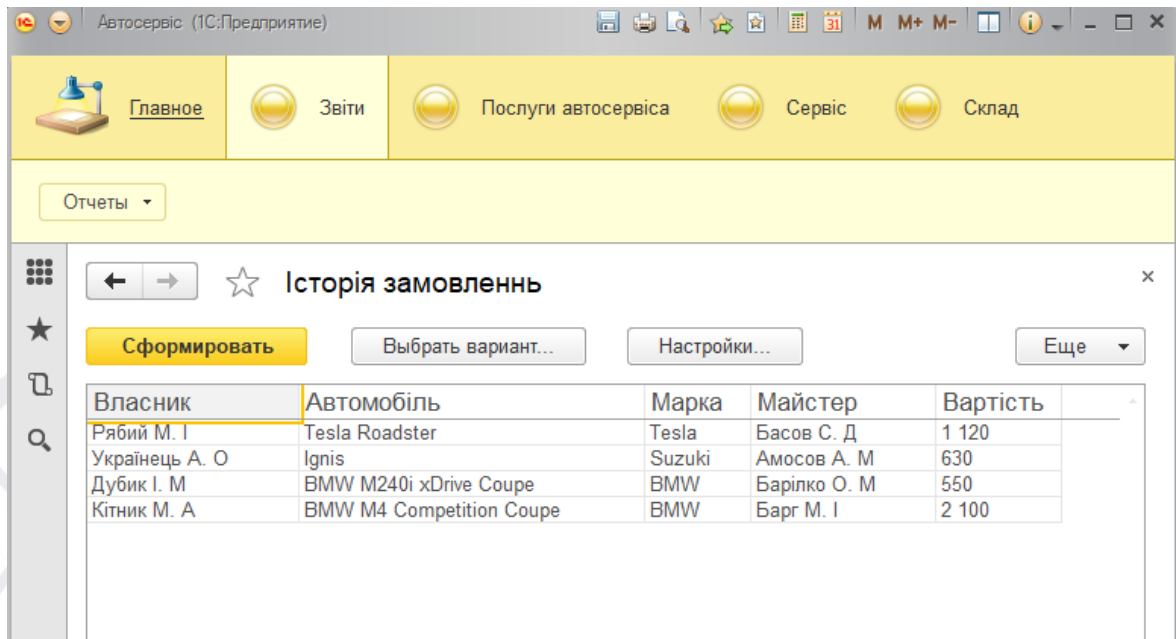 1С Автосервіс (1С:Предприятие) 31 M M+ M-
Главное Звіти Послуги автосервіса Сервіс Склад
Отчеты
Історія замовленнь
Сформировать Выбрать вариант... Настройки... Еще
Власник Автомобіль Марка Майстер Вартість
Рябий М. І Tesla Roadster Tesla Басов С. Д 1 120
Українець А. О Ignis Suzuki Амосов А. М 630
Дубик І. М BMW M240i xDrive Coupe BMW Барілко О. М 550
Кітник М. А BMW M4 Competition Coupe BMW Барг М. І 2 100